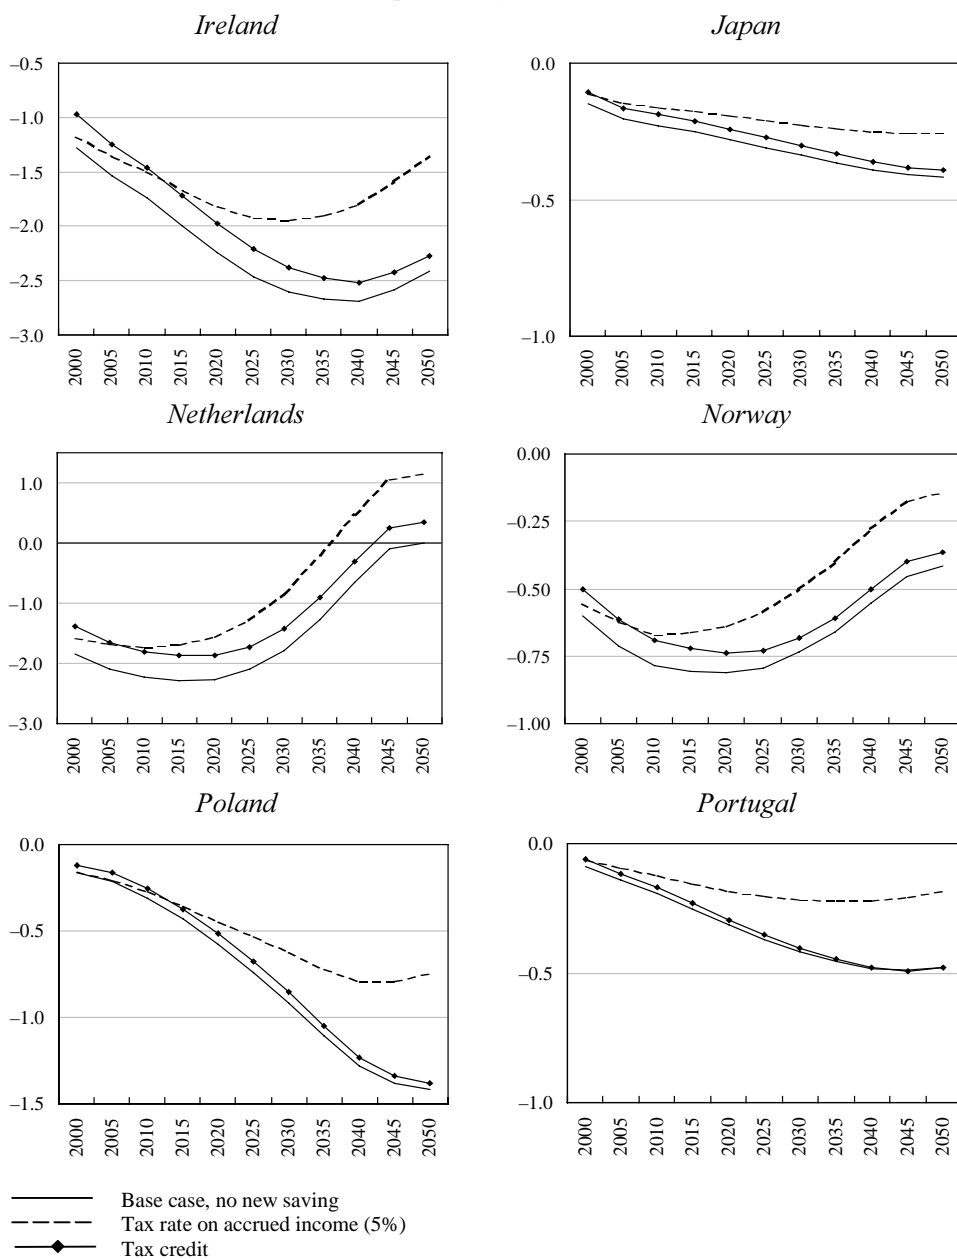 Ireland
–0.5
–1.0
–1.5
–2.0
–2.5
–3.0
2000 2005 2010 2015 2020 2025 2030 2035 2040 2045 2050
Japan
0.0
–0.5
–1.0
2000 2005 2010 2015 2020 2025 2030 2035 2040 2045 2050
Netherlands
1.0
0.0
–1.0
–2.0
–3.0
2000 2005 2010 2015 2020 2025 2030 2035 2040 2045 2050
Norway
0.00
–0.25
–0.50
–0.75
–1.00
2000 2005 2010 2015 2020 2025 2030 2035 2040 2045 2050
Poland
0.0
–0.5
–1.0
–1.5
2000 2005 2010 2015 2020 2025 2030 2035 2040 2045 2050
Portugal
0.0
–0.5
–1.0
2000 2005 2015 2015 2020 2025 2030 2035 2040 2045 2050
Base case, no new saving
Tax rate on accrued income (5%)
Tax credit